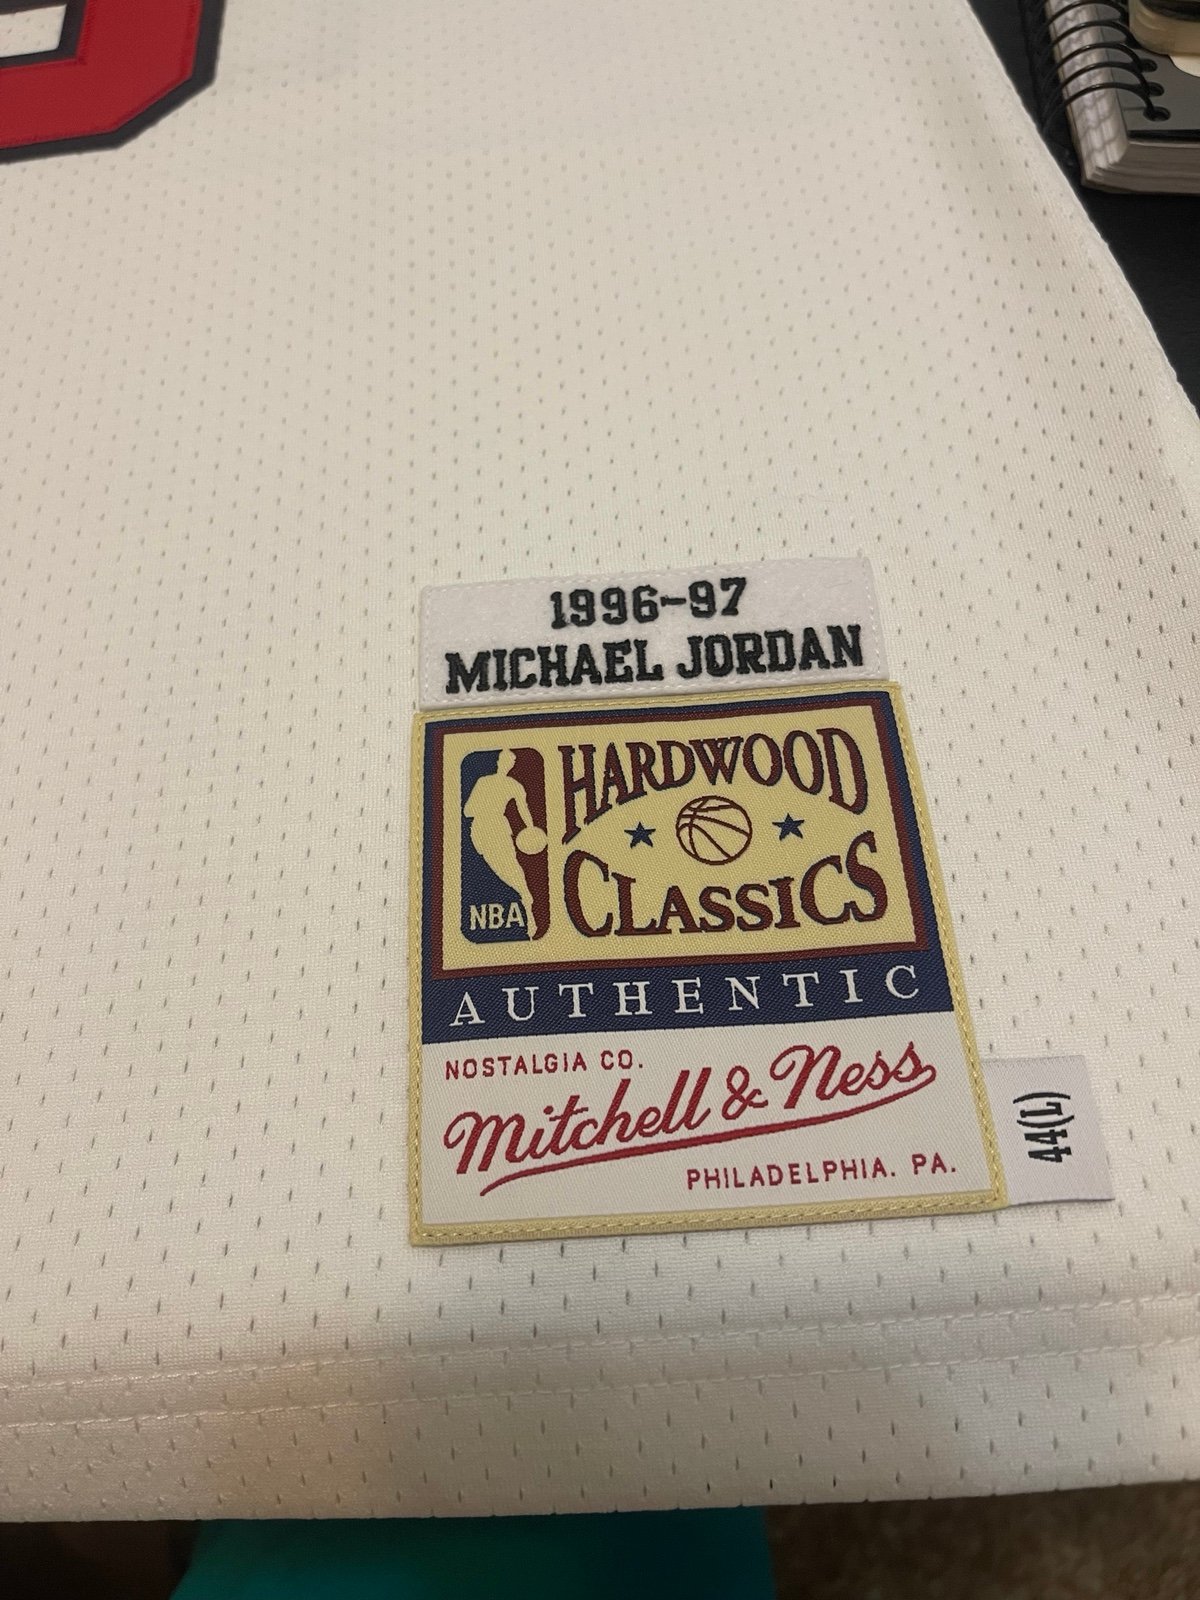 1996-97
MICHAEL JORDAN
HARDWOOD
CLASSICS
NBA
AUTHENTIC
NOSTALGIA CO.
Mitchell & Ness
PHILADELPHIA. PA.
44(L)